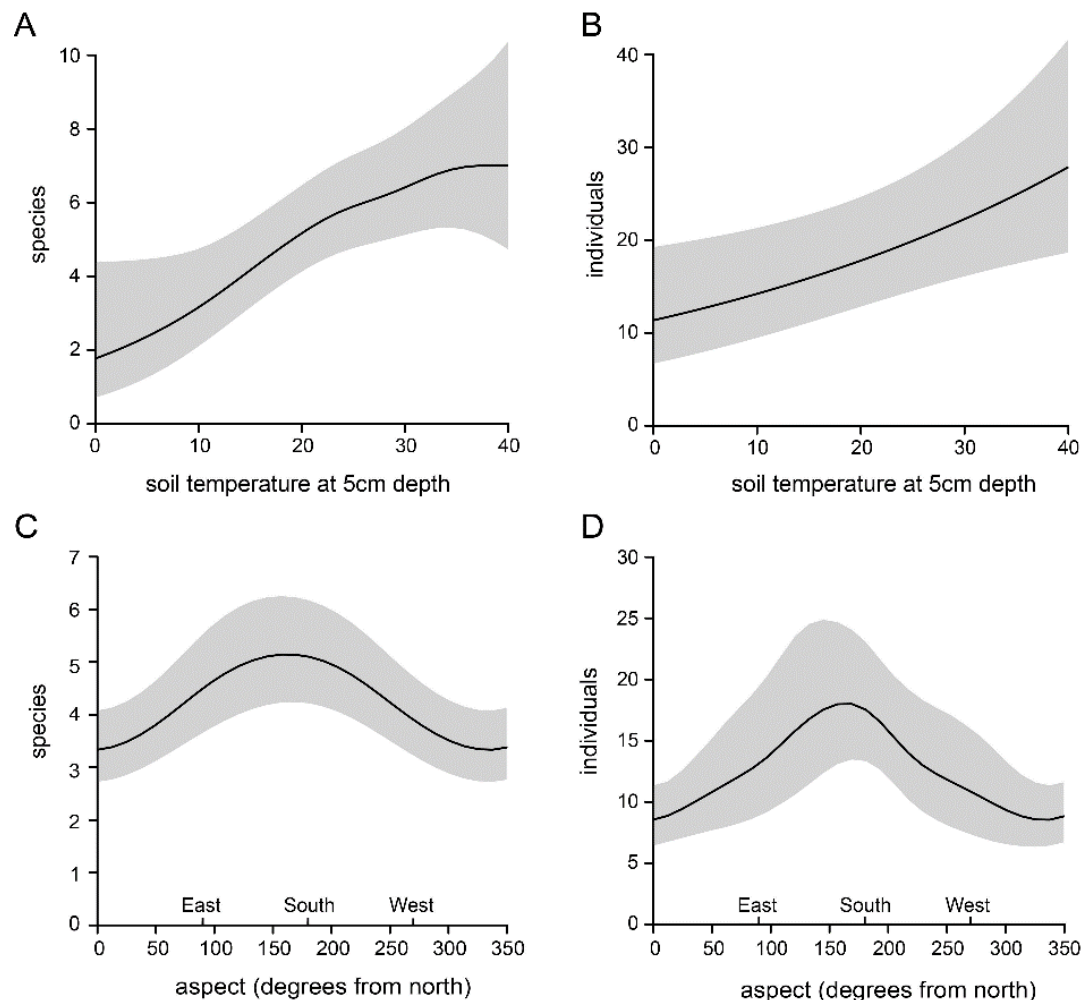 A
10
8
6
4
2
0
species
0 10 20 30 40
soil temperature at 5cm depth
B
40
30
20
10
0
individuals
0 10 20 30 40
soil temperature at 5cm depth
C
7
6
5
4
3
2
1
0
species
East South West
0 50 100 150 200 250 300 350
aspect (degrees from north)
D
30
25
20
15
10
5
0
individuals
East South West
0 50 100 150 200 250 300 350
aspect (degrees from north)